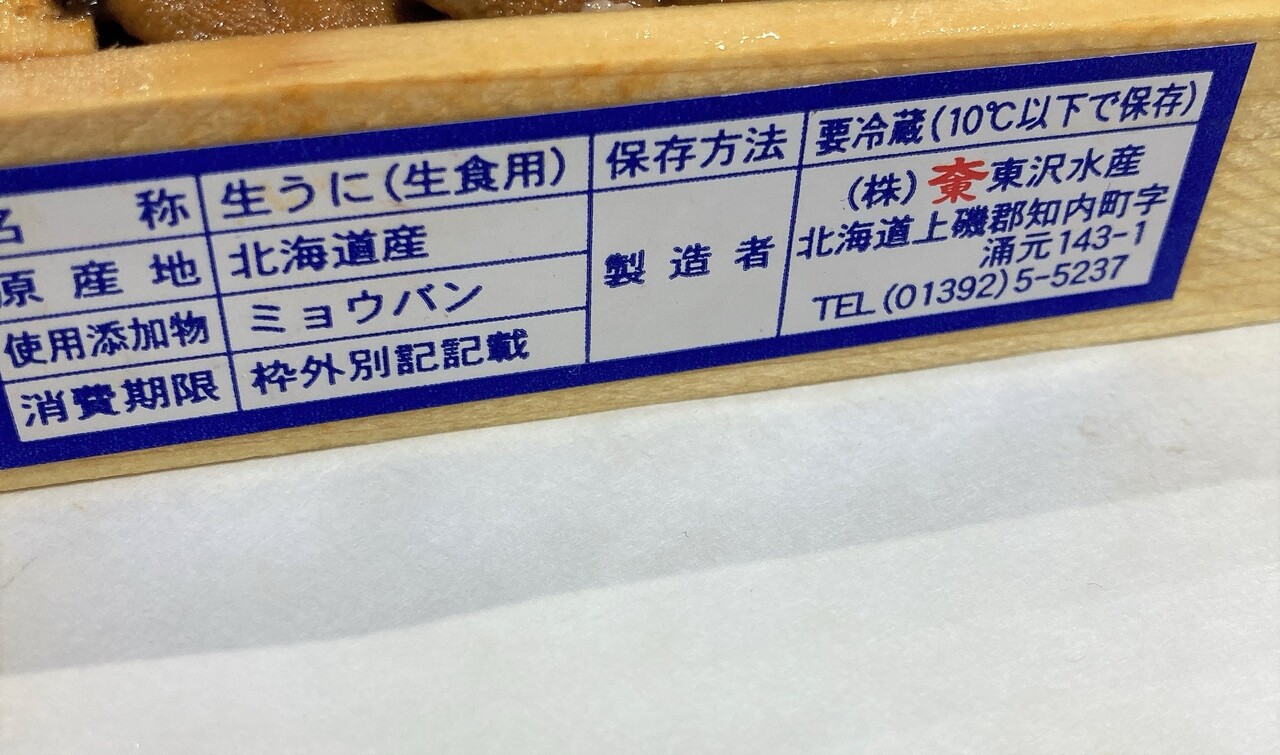 名称 生うに(生食用)
原産地 北海道産
使用添加物 ミョウバン
消費期限 枠外別記記載
保存方法 要冷蔵(10℃以下で保存)
製造者 (株)東沢水産
北海道上磯郡知内町字
涌元143-1
TEL(01392)5-5237